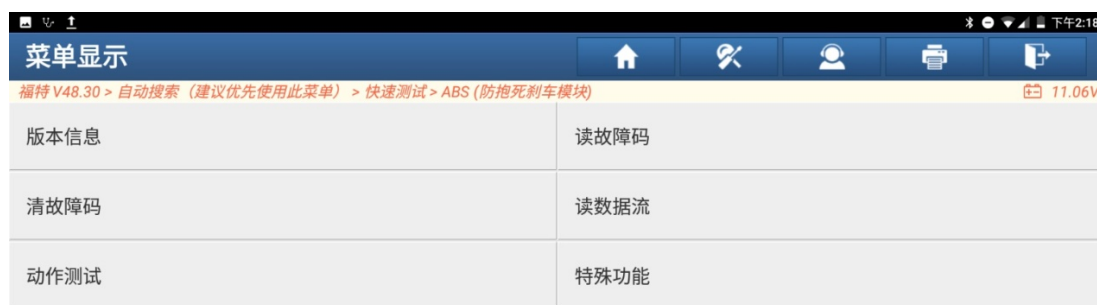 下午2:18
菜单显示
福特 V48.30 > 自动搜索（建议优先使用此菜单） > 快速测试 > ABS (防抱死刹车模块)
11.06V
版本信息
读故障码
清故障码
读数据流
动作测试
特殊功能